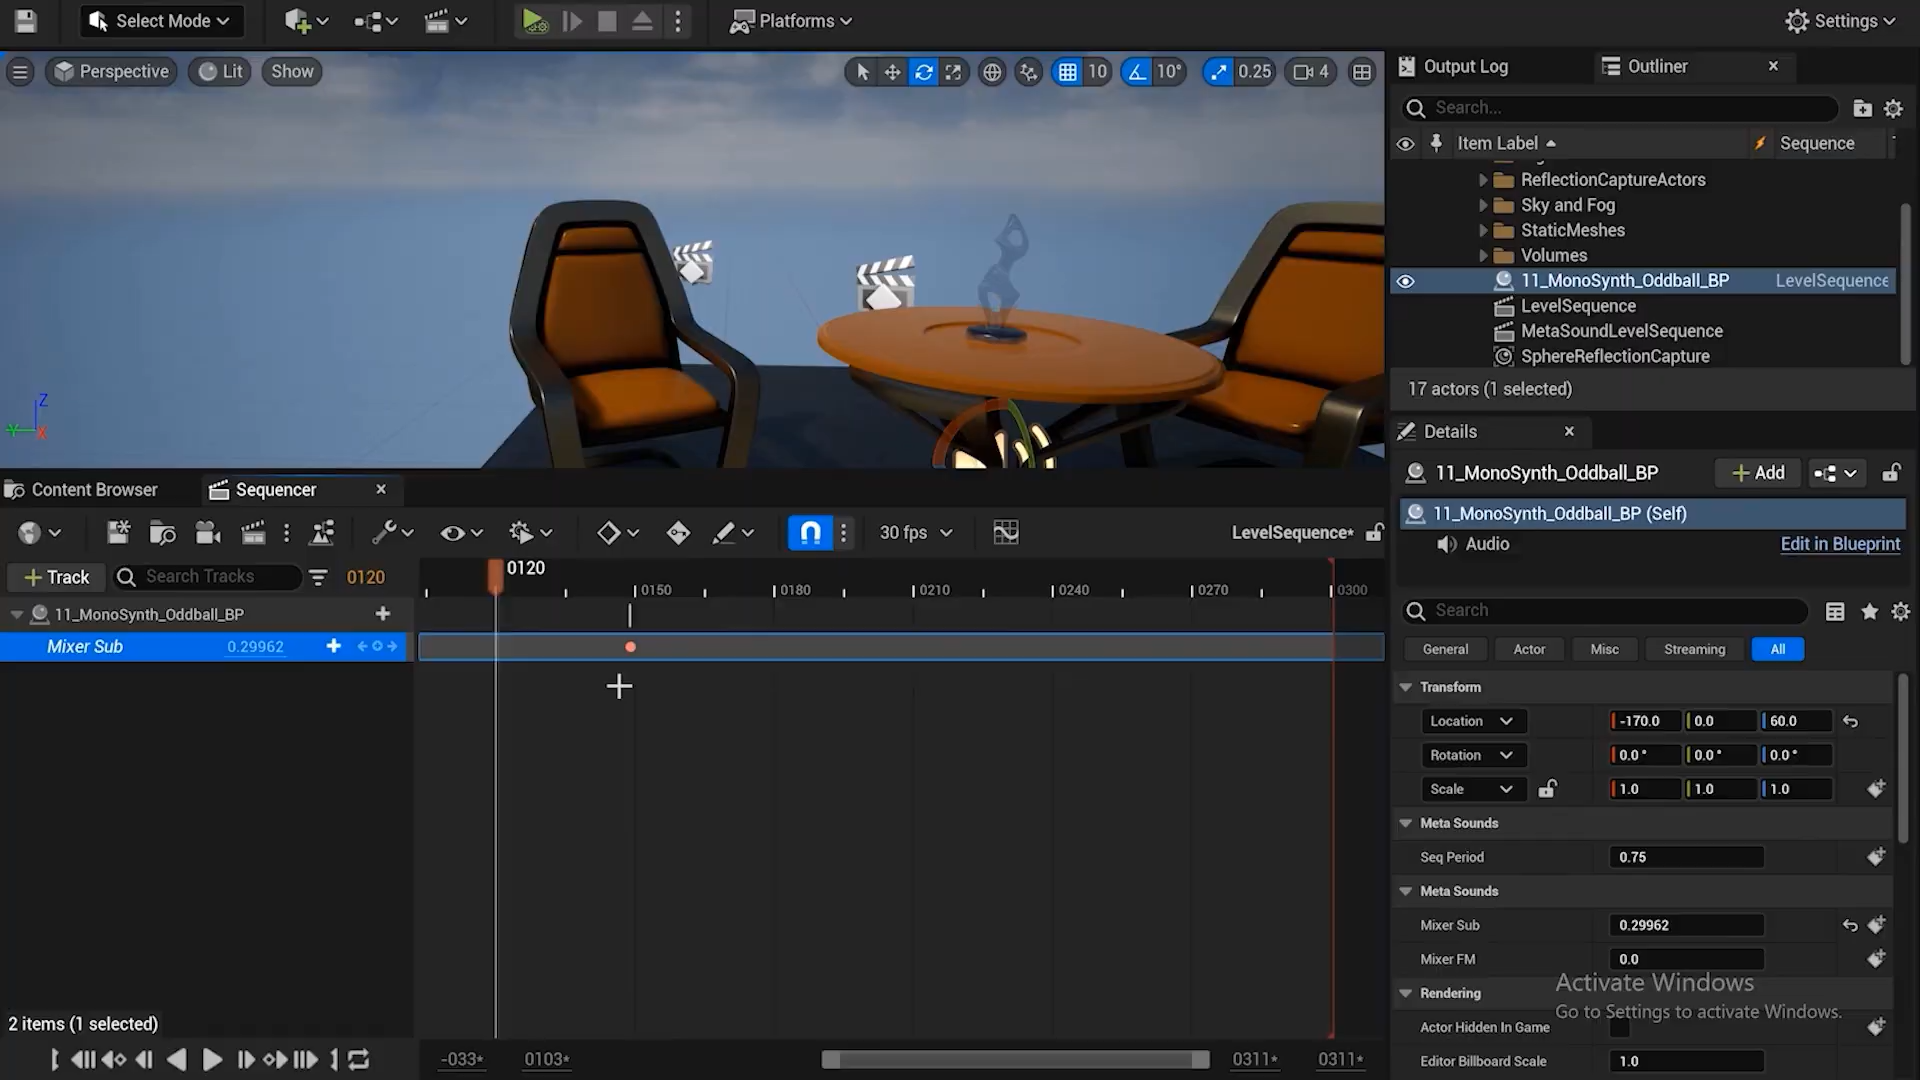 Select Mode
Platforms
Settings
Perspective
Lit
Show
10
10°
0.25
4
Output Log
Outliner
Search...
Item Label
Sequence
ReflectionCaptureActors
Sky and Fog
StaticMeshes
Volumes
11_MonoSynth_Oddball_BP
LevelSequence
LevelSequence
MetaSoundLevelSequence
SphereReflectionCapture
17 actors (1 selected)
Z
Y
X
Content Browser
Sequencer
30 fps
LevelSequence*
+ Track
Search Tracks
0120
0120
0150
0180
0210
0240
0270
0300
11_MonoSynth_Oddball_BP
Mixer Sub
0.29962
2 items (1 selected)
-033*
0103*
0311*
0311*
Details
11_MonoSynth_Oddball_BP
+ Add
11_MonoSynth_Oddball_BP (Self)
Audio
Edit in Blueprint
Search
General
Actor
Misc
Streaming
All
Transform
Location
-170.0
0.0
60.0
Rotation
0.0°
0.0°
0.0°
Scale
1.0
1.0
1.0
Meta Sounds
Seq Period
0.75
Meta Sounds
Mixer Sub
0.29962
Mixer FM
0.0
Rendering
Actor Hidden In Game
Editor Billboard Scale
1.0
Activate Windows
Go to Settings to activate Windows.